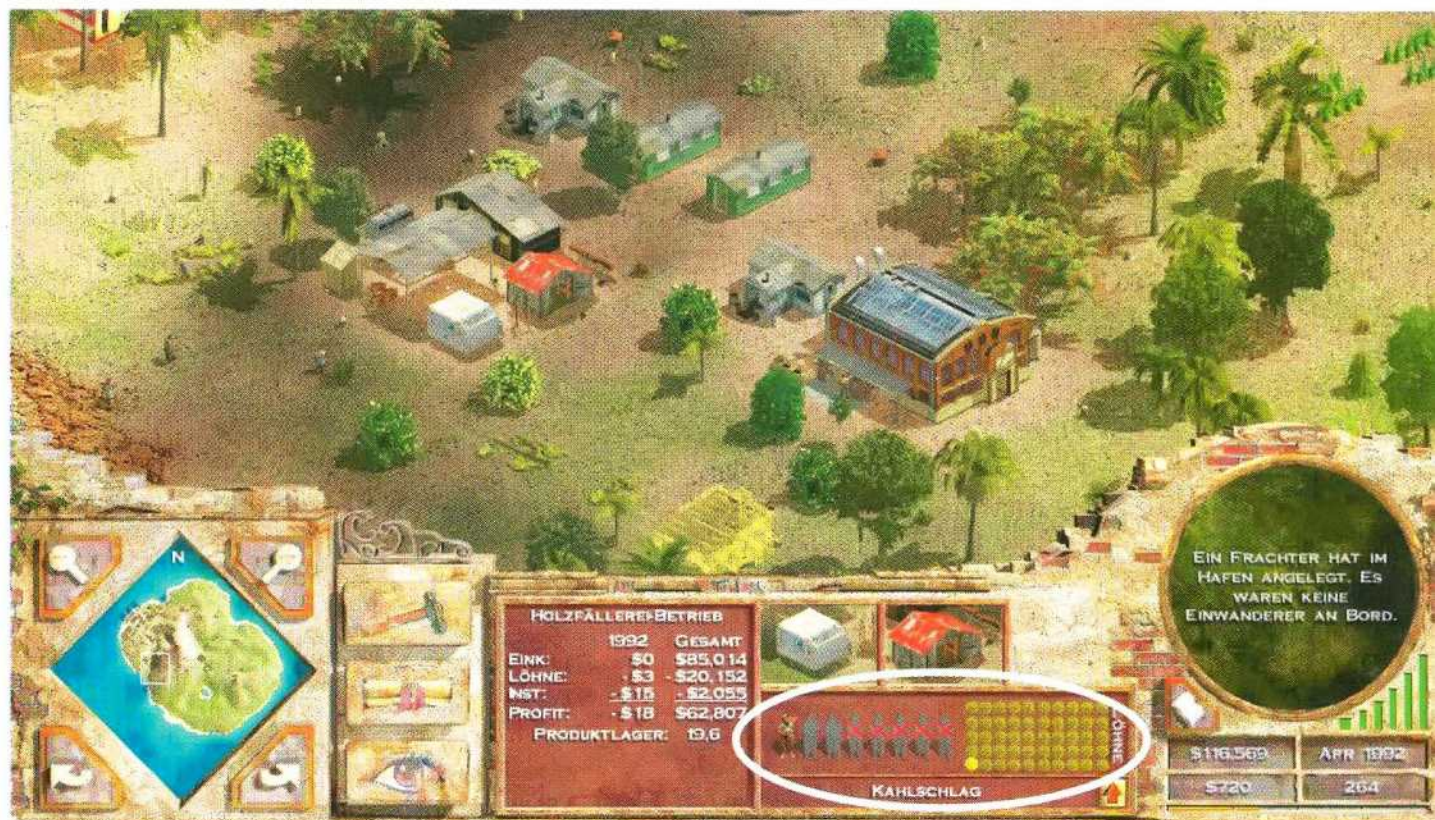 N
HOLZFÄLLEREI-BETRIEB
1992 GESAMT
EINK: $0 $85,014
LÖHNE: - $3 - $20,152
INST: - $15 - $2,055
PROFIT: - $18 $62,807
PRODUKTLAGER: 19,6
LÖHNE
KAHLSCHLAG
EIN FRACHTER HAT IM
HAFEN ANGELEGT. ES
WAREN KEINE
EINWANDERER AN BORD.
$116,569 APR 1992
$720 264